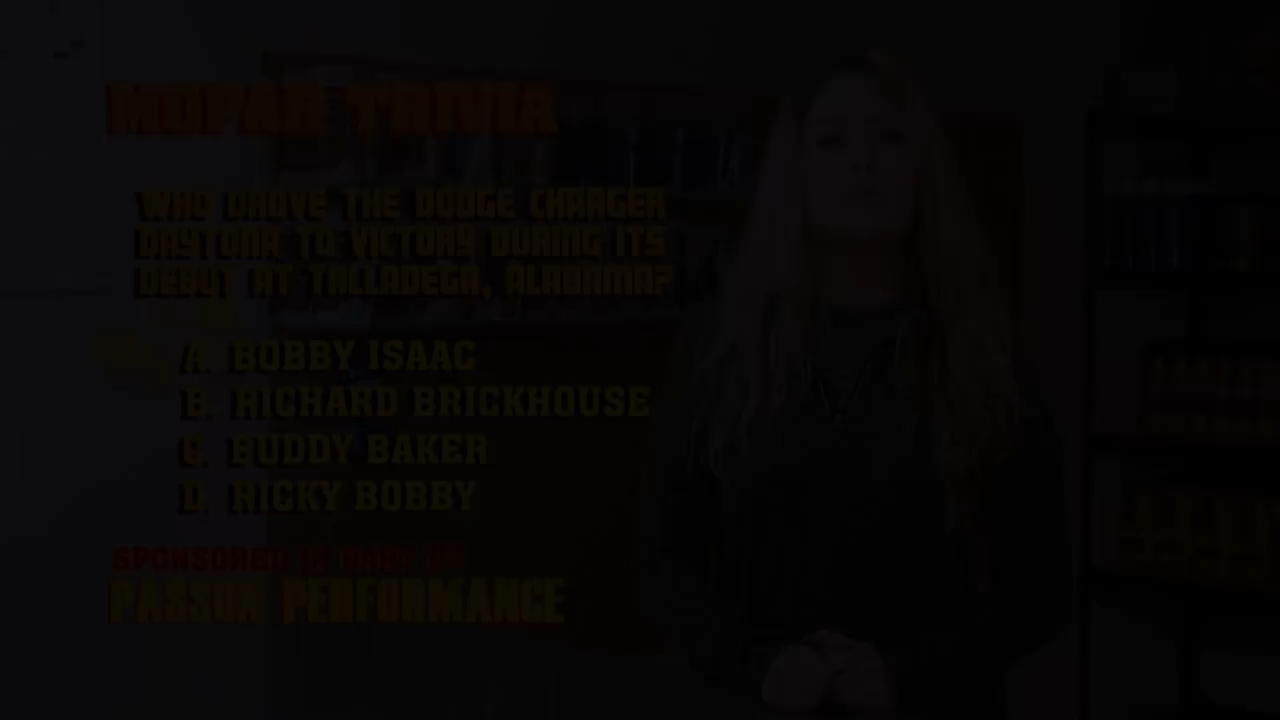 MOPAR TRIVIA
WHO DROVE THE DODGE CHARGER
DAYTONA TO VICTORY DURING ITS
DEBUT AT TALLADEGA, ALABAMA?
A. BOBBY ISAAC
B. RICHARD BRICKHOUSE
C. BUDDY BAKER
D. RICKY BOBBY
SPONSORED IN PART BY
PASSON PERFORMANCE